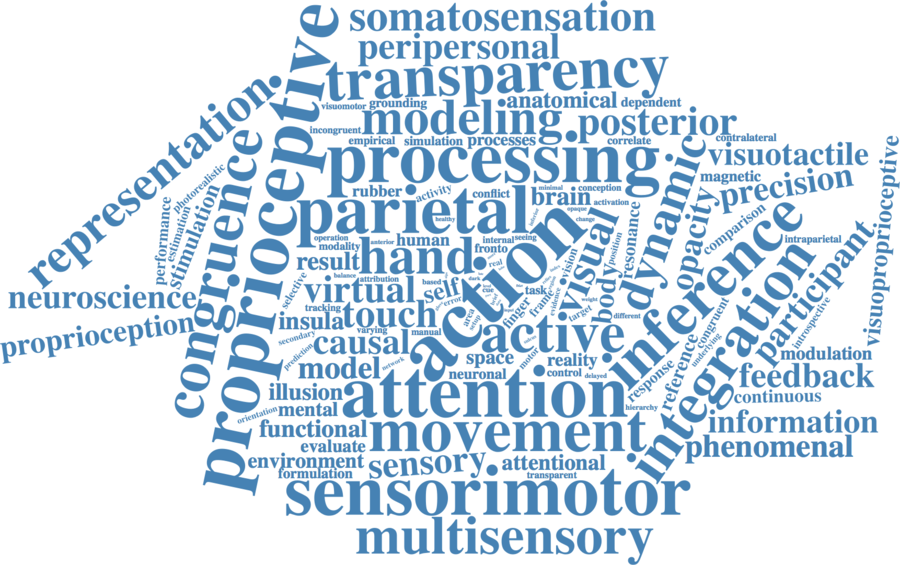 somatosensation
peripersonal
transparency
proprioceptive
representation
visuomotor
grounding
anatomical
dependent
modeling
posterior
incongruent
empirical
simulation
processes
correlate
contralateral
processing
visuotactile
magnetic
precision
photorealistic
congruence
performance
estimation
stimulation
rubber
activity
conflict
minimal
conception
brain
activation
parietal
healthy
opaque
change
behavior
dynamic
opacity
resonance
comparison
visuoproprioceptive
operation
modality
anterior
human
internal
seeing
fronto
visual
position
intraparietal
result
hand
action
real
vision
body
inference
participant
neuroscience
selective
balance
attribution
based
self
cue
task
virtual
error
frame
evidence
weight
target
tracking
insula
touch
area
setup
finger
different
introspective
proprioception
secondary
varying
manual
active
congruent
underlying
causal
motor
integration
modulation
prediction
network
space
reality
model
neuronal
control
delayed
response
reference
feedback
illusion
attention
continuous
orientation
mental
hierarchy
functional
movement
information
evaluate
phenomenal
environment
sensory
attentional
formulation
transparent
sensorimotor
multisensory